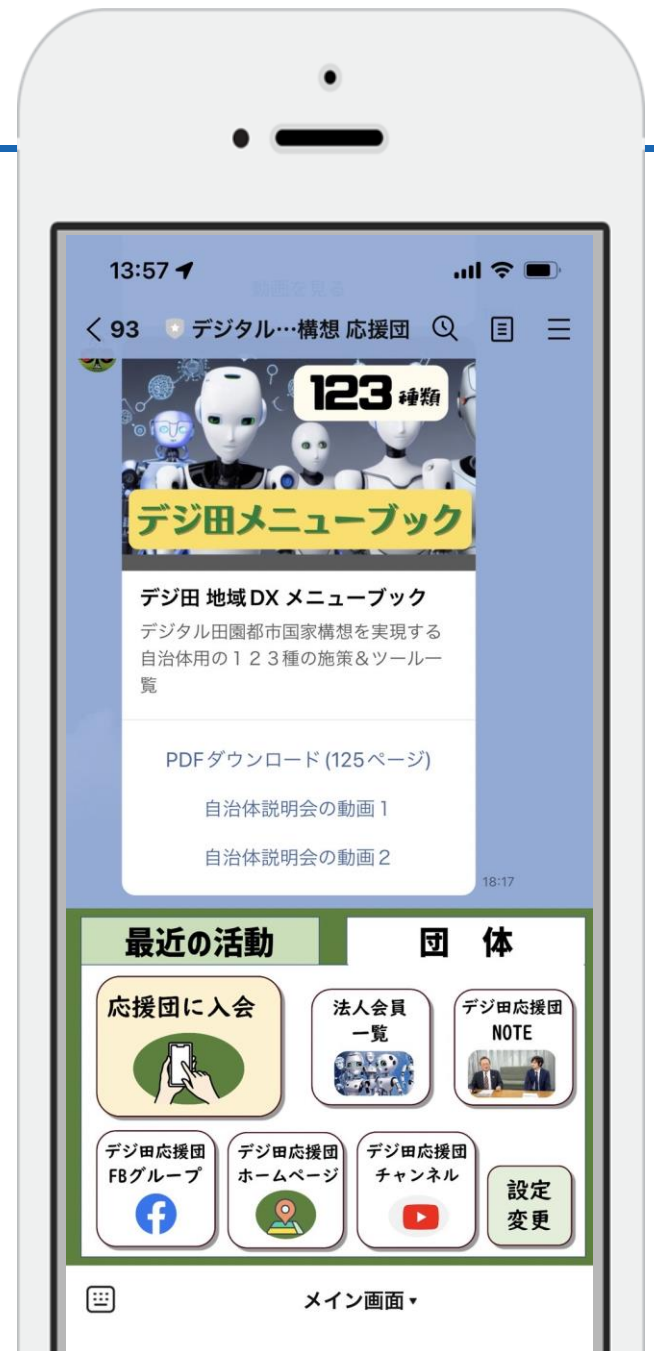 13:57
動画を見る
93 デジタル…構想 応援団
123 種類
デジ田メニューブック
デジ田 地域DX メニューブック
デジタル田園都市国家構想を実現する
自治体用の１２３種の施策&ツール一
覧
PDFダウンロード (125ページ)
自治体説明会の動画1
自治体説明会の動画2
18:17
最近の活動
団 体
応援団に入会
法人会員
一覧
デジ田応援団
NOTE
デジ田応援団
FBグループ
デジ田応援団
ホームページ
デジ田応援団
チャンネル
設定
変更
メイン画面▼